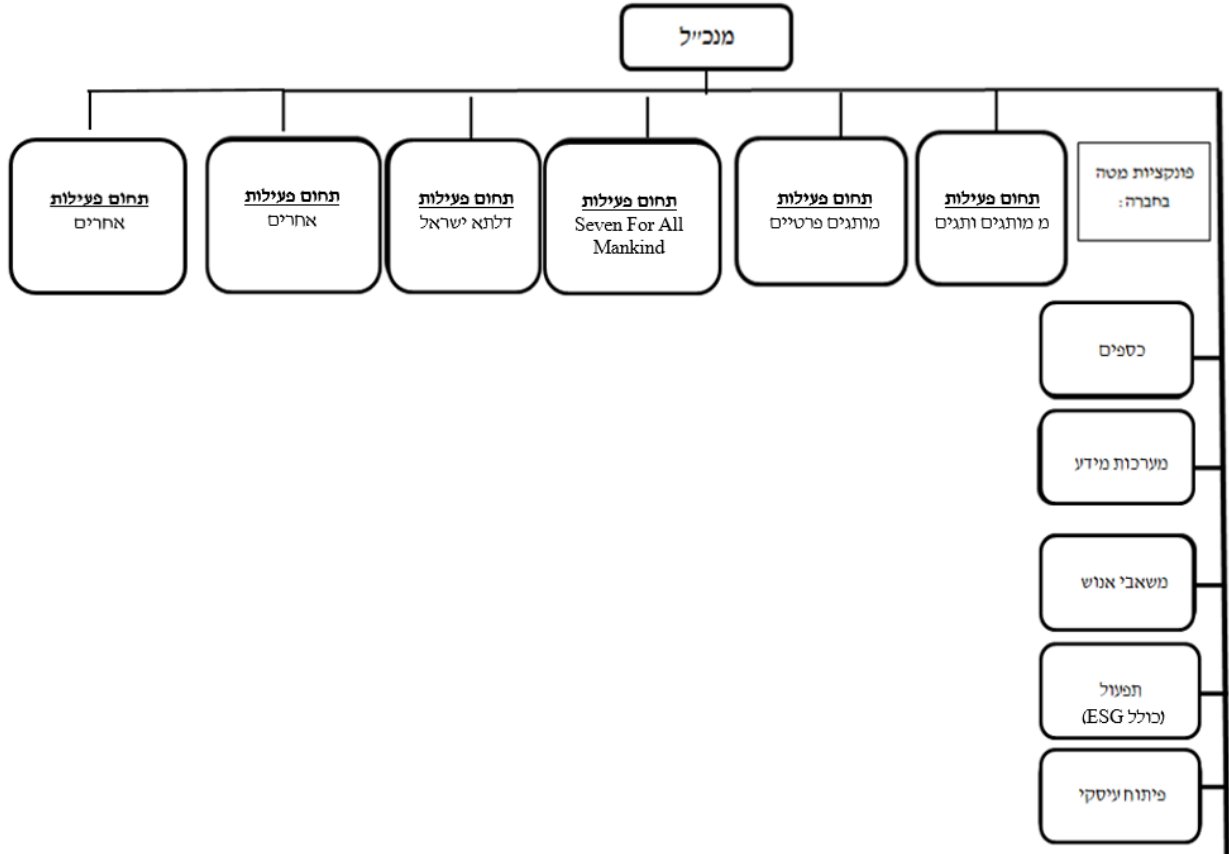 מנכ״ל
פונקציות מטה
בחברה:
תחום פעילות
מ מותגים ותגים
תחום פעילות
מותגים פרטיים
תחום פעילות
Seven For All
Mankind
תחום פעילות
דלתא ישראל
תחום פעילות
אחרים
תחום פעילות
אחרים
כספים
מערכות מידע
משאבי אנוש
תפעול
(כולל ESG)
פיתוח עיסקי